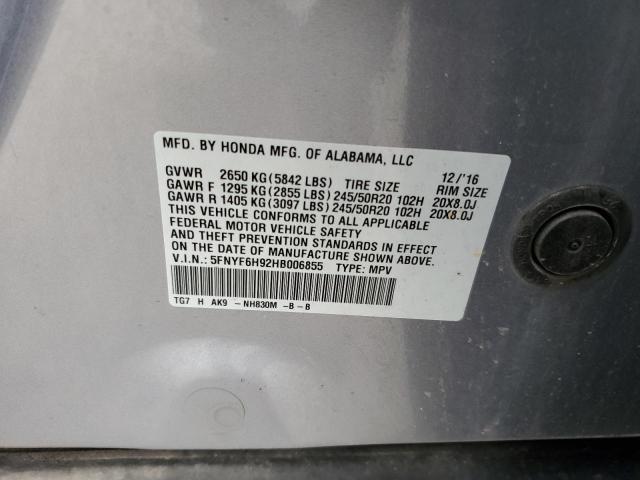 MFD. BY HONDA MFG. OF ALABAMA, LLC 12/'16
GVWR 2650 KG (5842 LBS) TIRE SIZE RIM SIZE
GAWR F 1295 KG (2855 LBS) 245/50R20 102H 20X8.0J
GAWR R 1405 KG (3097 LBS) 245/50R20 102H 20X8.0J
THIS VEHICLE CONFORMS TO ALL APPLICABLE
FEDERAL MOTOR VEHICLE SAFETY
AND THEFT PREVENTION STANDARDS IN EFFECT
ON THE DATE OF MANUFACTURE SHOWN ABOVE.
V.I.N.: 5FNYF6H92HB006855 TYPE: MPV
TG7 H AK9 - NH830M - B - B